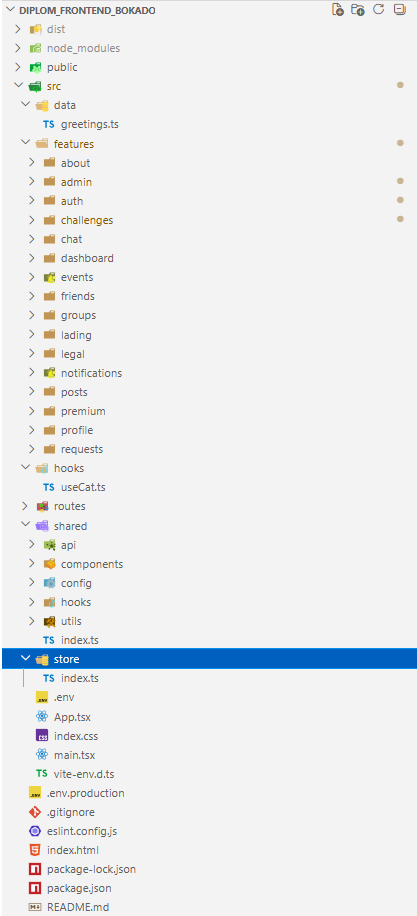 DIPLOM_FRONTEND_BOKADO
dist
node_modules
public
src
data
TS greetings.ts
features
about
admin
auth
challenges
chat
dashboard
events
friends
groups
lading
legal
notifications
posts
premium
profile
requests
hooks
TS useCat.ts
routes
shared
api
components
config
hooks
utils
TS index.ts
store
TS index.ts
.env
App.tsx
index.css
main.tsx
TS vite-env.d.ts
.env.production
.gitignore
eslint.config.js
index.html
package-lock.json
package.json
README.md